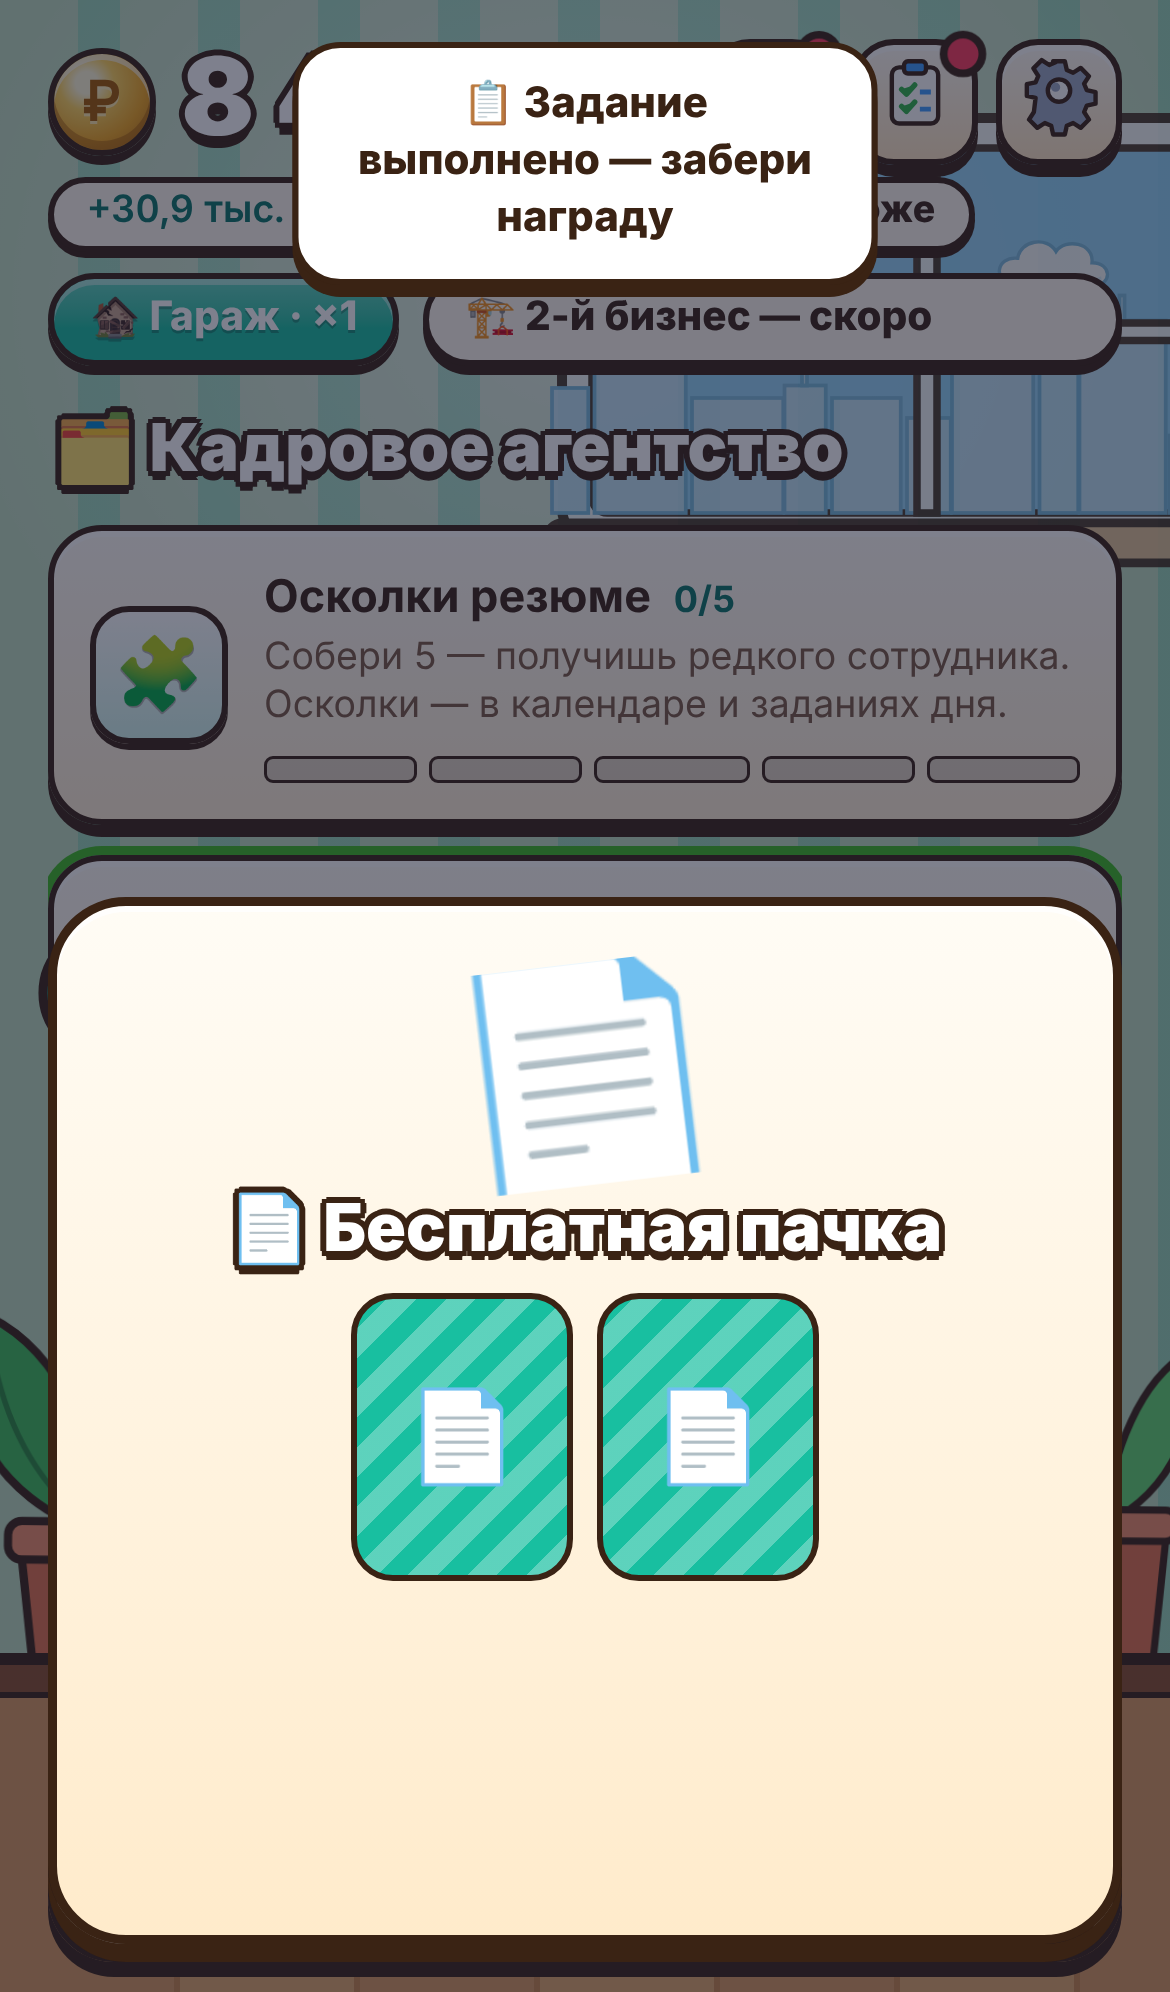 84
📋 Задание
выполнено — забери
награду
+30,9 тыс.
же
🏚️ Гараж · ×1
🏗️ 2-й бизнес — скоро
🗂️ Кадровое агентство
Осколки резюме 0/5
Собери 5 — получишь редкого сотрудника.
Осколки — в календаре и заданиях дня.
📄 Бесплатная пачка